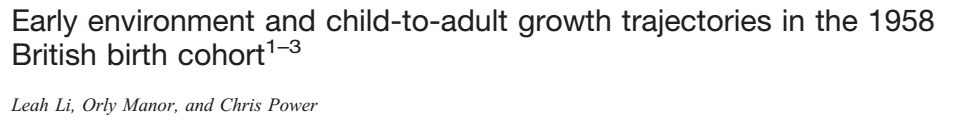 Early environment and child-to-adult growth trajectories in the 1958
British birth cohort¹⁻³
Leah Li, Orly Manor, and Chris Power